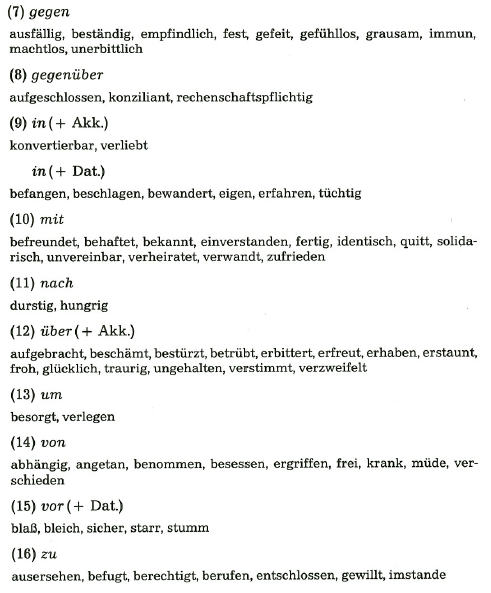 (7) gegen
ausfällig, beständig, empfindlich, fest, gefeit, gefühllos, grausam, immun,
machtlos, unerbittlich
(8) gegenüber
aufgeschlossen, konziliant, rechenschaftspflichtig
(9) in (+ Akk.)
konvertierbar, verliebt
in (+ Dat.)
befangen, beschlagen, bewandert, eigen, erfahren, tüchtig
(10) mit
befreundet, behaftet, bekannt, einverstanden, fertig, identisch, quitt, solida-
risch, unvereinbar, verheiratet, verwandt, zufrieden
(11) nach
durstig, hungrig
(12) über (+ Akk.)
aufgebracht, beschämt, bestürzt, betrübt, erbittert, erfreut, erhaben, erstaunt,
froh, glücklich, traurig, ungehalten, verstimmt, verzweifelt
(13) um
besorgt, verlegen
(14) von
abhängig, angetan, benommen, besessen, ergriffen, frei, krank, müde, ver-
schieden
(15) vor (+ Dat.)
blaß, bleich, sicher, starr, stumm
(16) zu
ausersehen, befugt, berechtigt, berufen, entschlossen, gewillt, imstande